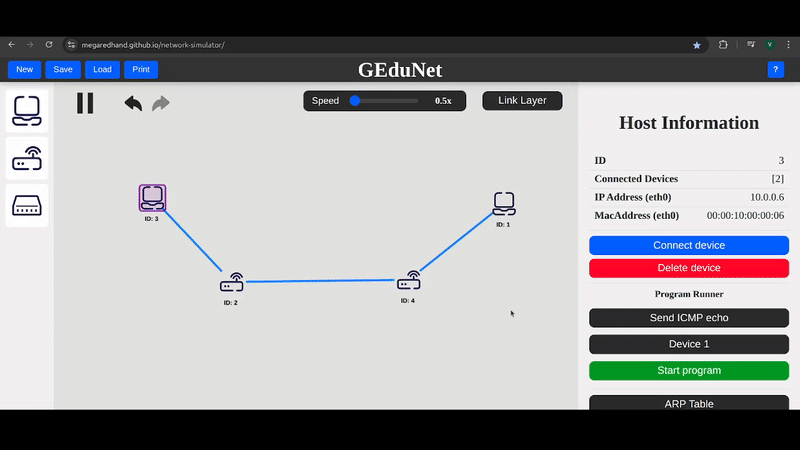 megaredhand.github.io/network-simulator/
V
New
Save
Load
Print
GEduNet
?
Speed
0.5x
Link Layer
ID: 3
ID: 1
ID: 2
ID: 4
Host Information
ID 3
Connected Devices [2]
IP Address (eth0) 10.0.0.6
MacAddress (eth0) 00:00:10:00:00:06
Connect device
Delete device
Program Runner
Send ICMP echo
Device 1
Start program
ARP Table